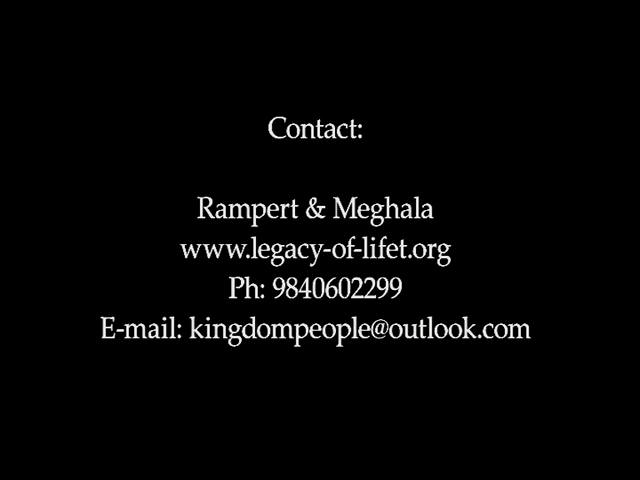 Contact:
Rampert & Meghala
www.legacy-of-lifet.org
Ph: 9840602299
E-mail: kingdompeople@outlook.com